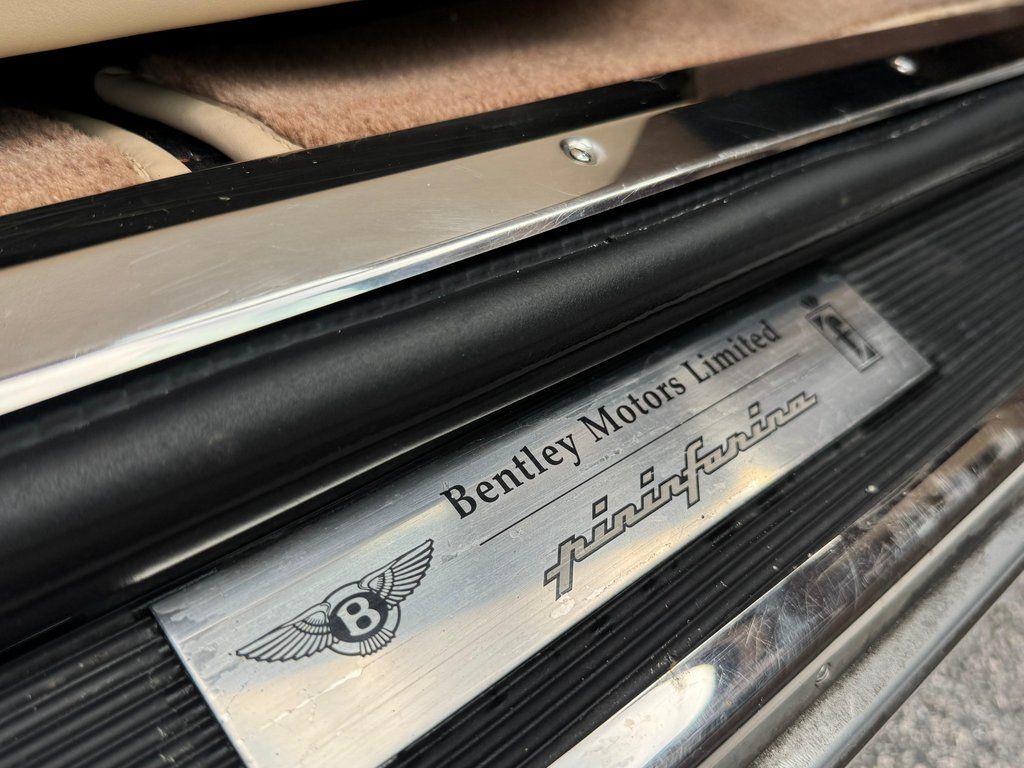 Bentley Motors Limited
f
pininfarina
B